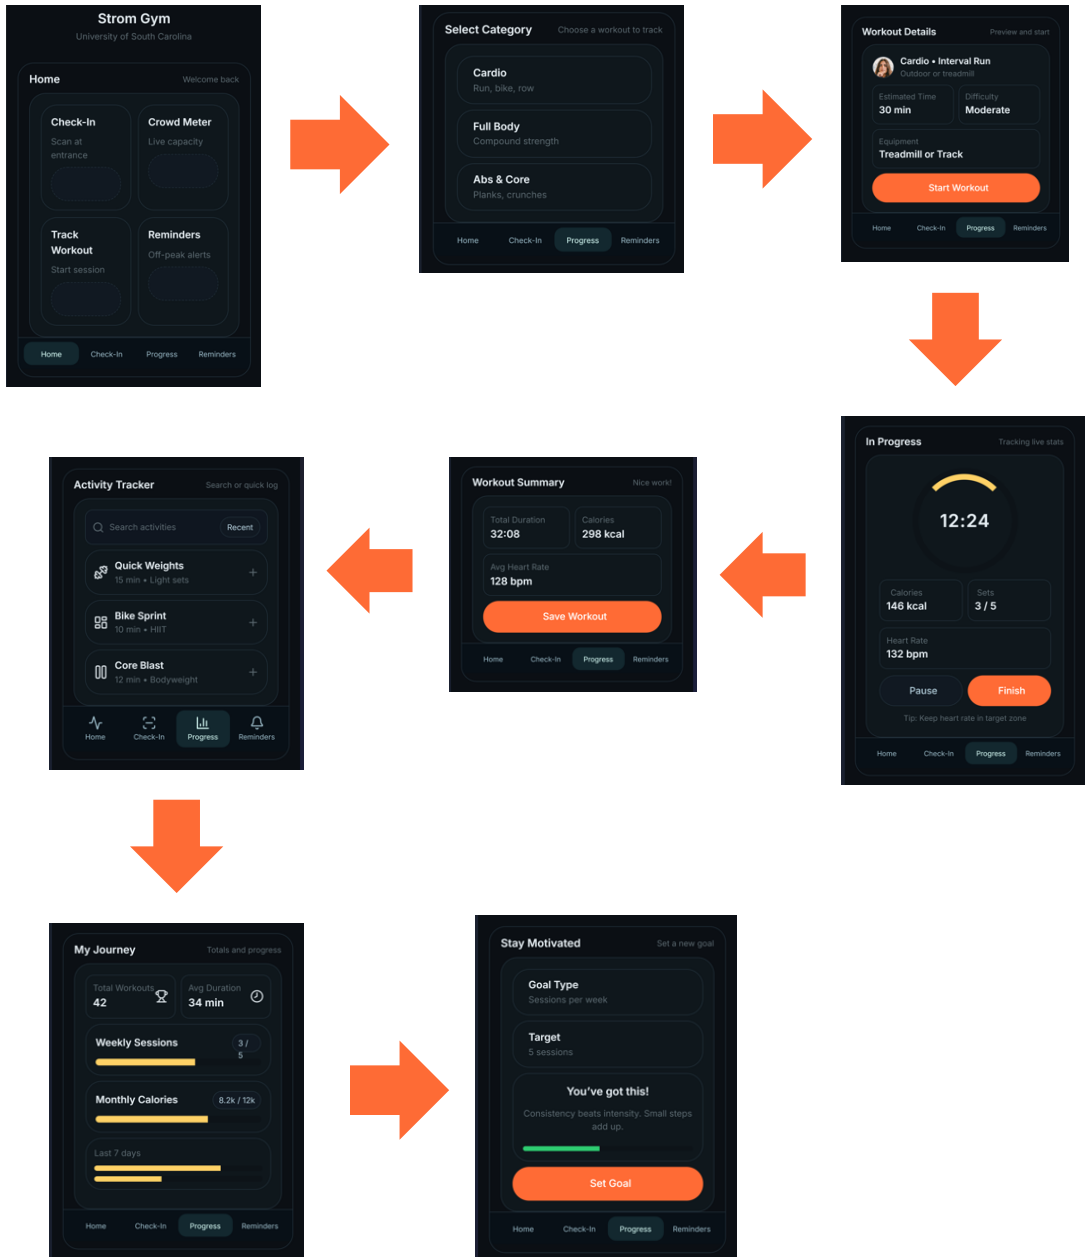 Strom Gym
University of South Carolina
Home
Welcome back
Check-In
Scan at
entrance
Crowd Meter
Live capacity
Track
Workout
Start session
Reminders
Off-peak alerts
Home
Check-In
Progress
Reminders
Select Category
Choose a workout to track
Cardio
Run, bike, row
Full Body
Compound strength
Abs & Core
Planks, crunches
Home
Check-In
Progress
Reminders
Workout Details
Preview and start
Cardio • Interval Run
Outdoor or treadmill
Estimated Time
30 min
Difficulty
Moderate
Equipment
Treadmill or Track
Start Workout
Home
Check-In
Progress
Reminders
In Progress
Tracking live stats
12:24
Calories
146 kcal
Sets
3 / 5
Heart Rate
132 bpm
Pause
Finish
Tip: Keep heart rate in target zone
Home
Check-In
Progress
Reminders
Workout Summary
Nice work!
Total Duration
32:08
Calories
298 kcal
Avg Heart Rate
128 bpm
Save Workout
Home
Check-In
Progress
Reminders
Activity Tracker
Search or quick log
Search activities
Recent
Quick Weights
15 min • Light sets
+
Bike Sprint
10 min • HIIT
+
Core Blast
12 min • Bodyweight
+
Home
Check-In
Progress
Reminders
My Journey
Totals and progress
Total Workouts
42
Avg Duration
34 min
Weekly Sessions
3 /
5
Monthly Calories
8.2k / 12k
Last 7 days
Home
Check-In
Progress
Reminders
Stay Motivated
Set a new goal
Goal Type
Sessions per week
Target
5 sessions
You've got this!
Consistency beats intensity. Small steps
add up.
Set Goal
Home
Check-In
Progress
Reminders